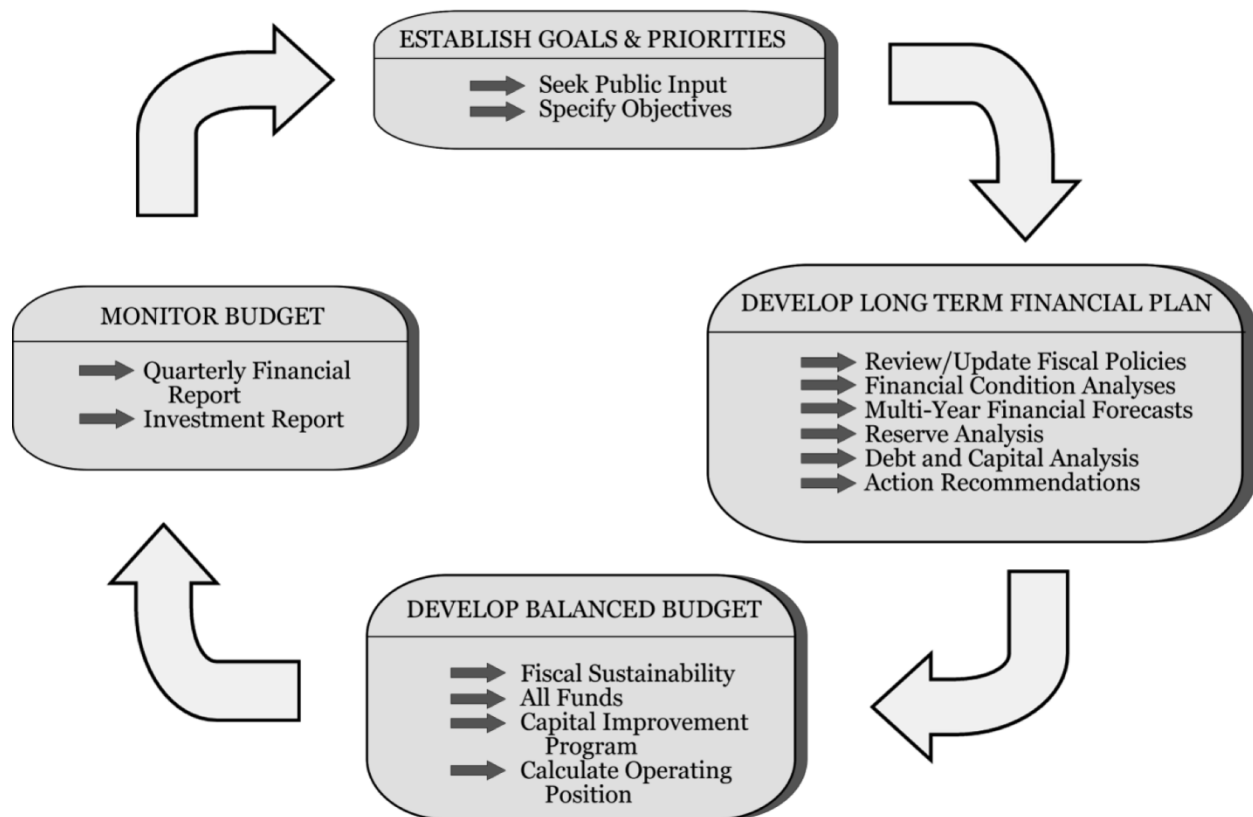 ESTABLISH GOALS & PRIORITIES
Seek Public Input
Specify Objectives
DEVELOP LONG TERM FINANCIAL PLAN
Review/Update Fiscal Policies
Financial Condition Analyses
Multi-Year Financial Forecasts
Reserve Analysis
Debt and Capital Analysis
Action Recommendations
DEVELOP BALANCED BUDGET
Fiscal Sustainability
All Funds
Capital Improvement
Program
Calculate Operating
Position
MONITOR BUDGET
Quarterly Financial
Report
Investment Report